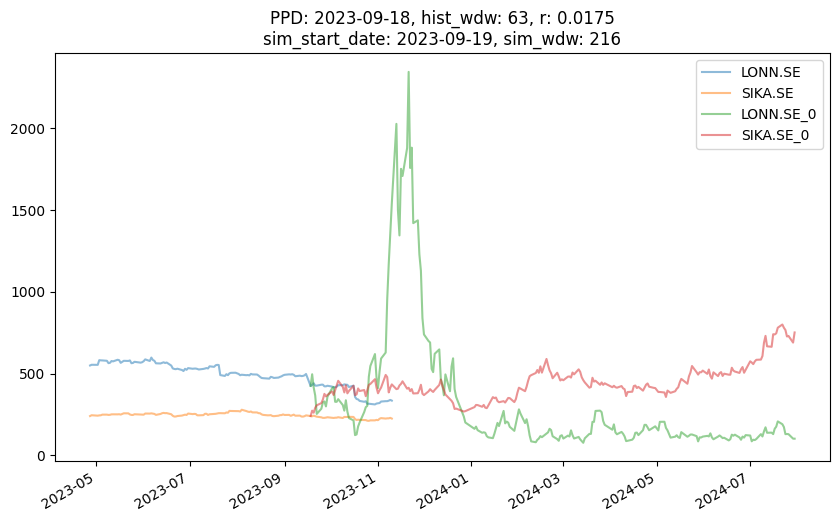 PPD: 2023-09-18, hist_wdw: 63, r: 0.0175
sim_start_date: 2023-09-19, sim_wdw: 216
LONN.SE
SIKA.SE
LONN.SE_0
SIKA.SE_0
2000
1500
1000
500
0
2023-05
2023-07
2023-09
2023-11
2024-01
2024-03
2024-05
2024-07